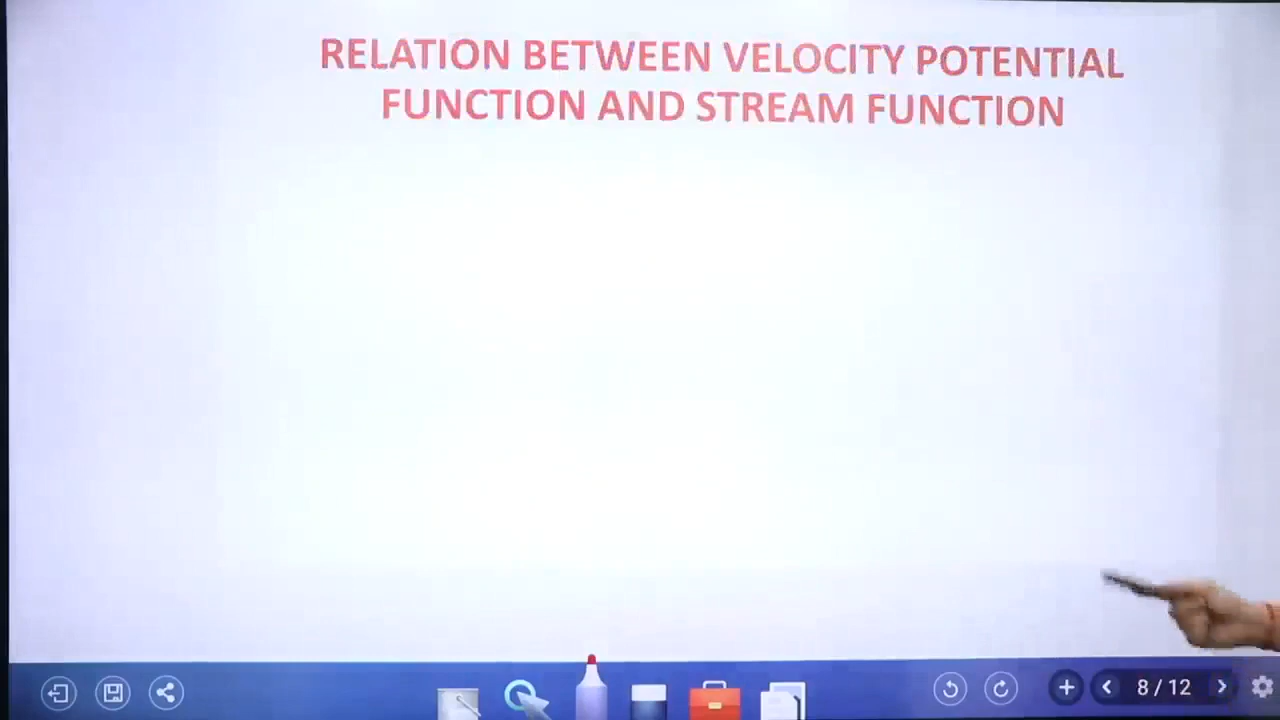 RELATION BETWEEN VELOCITY POTENTIAL
FUNCTION AND STREAM FUNCTION
8 / 12